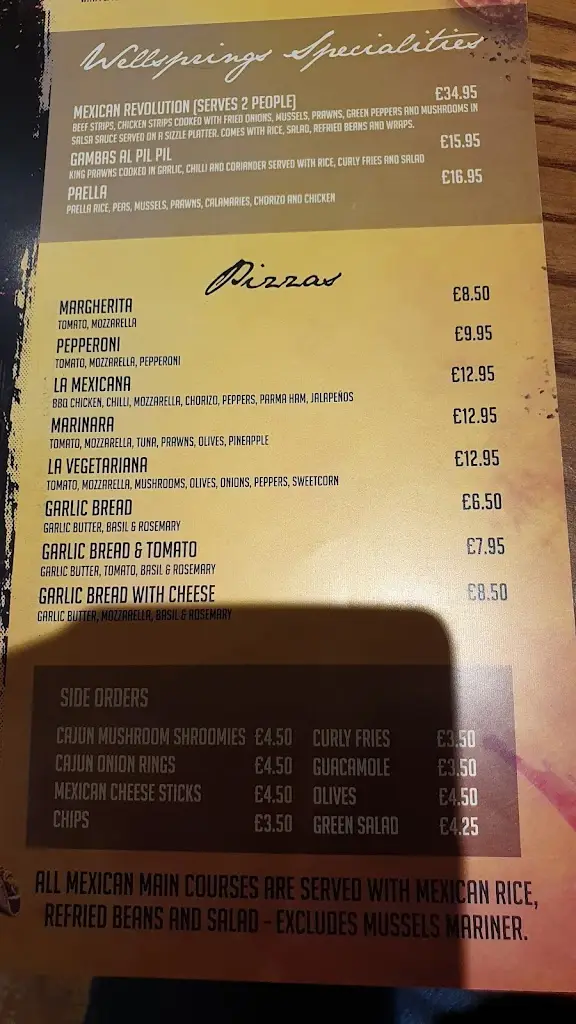 Wellsprings Specialities
MEXICAN REVOLUTION (SERVES 2 PEOPLE) £34.95
BEEF STRIPS, CHICKEN STRIPS COOKED WITH FRIED ONIONS, MUSSELS, PRAWNS, GREEN PEPPERS AND MUSHROOMS IN
SALSA SAUCE SERVED ON A SIZZLE PLATTER. COMES WITH RICE, SALAD, REFRIED BEANS AND WRAPS.
GAMBAS AL PIL PIL £15.95
KING PRAWNS COOKED IN GARLIC, CHILLI AND CORIANDER SERVED WITH RICE, CURLY FRIES AND SALAD
PAELLA £16.95
PAELLA RICE, PEAS, MUSSELS, PRAWNS, CALAMARIES, CHORIZO AND CHICKEN
Pizzas
MARGHERITA £8.50
TOMATO, MOZZARELLA
PEPPERONI £9.95
TOMATO, MOZZARELLA, PEPPERONI
LA MEXICANA £12.95
BBQ CHICKEN, CHILLI, MOZZARELLA, CHORIZO, PEPPERS, PARMA HAM, JALAPEÑOS
MARINARA £12.95
TOMATO, MOZZARELLA, TUNA, PRAWNS, OLIVES, PINEAPPLE
LA VEGETARIANA £12.95
TOMATO, MOZZARELLA, MUSHROOMS, OLIVES, ONIONS, PEPPERS, SWEETCORN
GARLIC BREAD £6.50
GARLIC BUTTER, BASIL & ROSEMARY
GARLIC BREAD & TOMATO £7.95
GARLIC BUTTER, TOMATO, BASIL & ROSEMARY
GARLIC BREAD WITH CHEESE £8.50
GARLIC BUTTER, MOZZARELLA, BASIL & ROSEMARY
SIDE ORDERS
CAJUN MUSHROOM SHROOMIES £4.50 CURLY FRIES £3.50
CAJUN ONION RINGS £4.50 GUACAMOLE £3.50
MEXICAN CHEESE STICKS £4.50 OLIVES £4.50
CHIPS £3.50 GREEN SALAD £4.25
ALL MEXICAN MAIN COURSES ARE SERVED WITH MEXICAN RICE,
REFRIED BEANS AND SALAD - EXCLUDES MUSSELS MARINER.